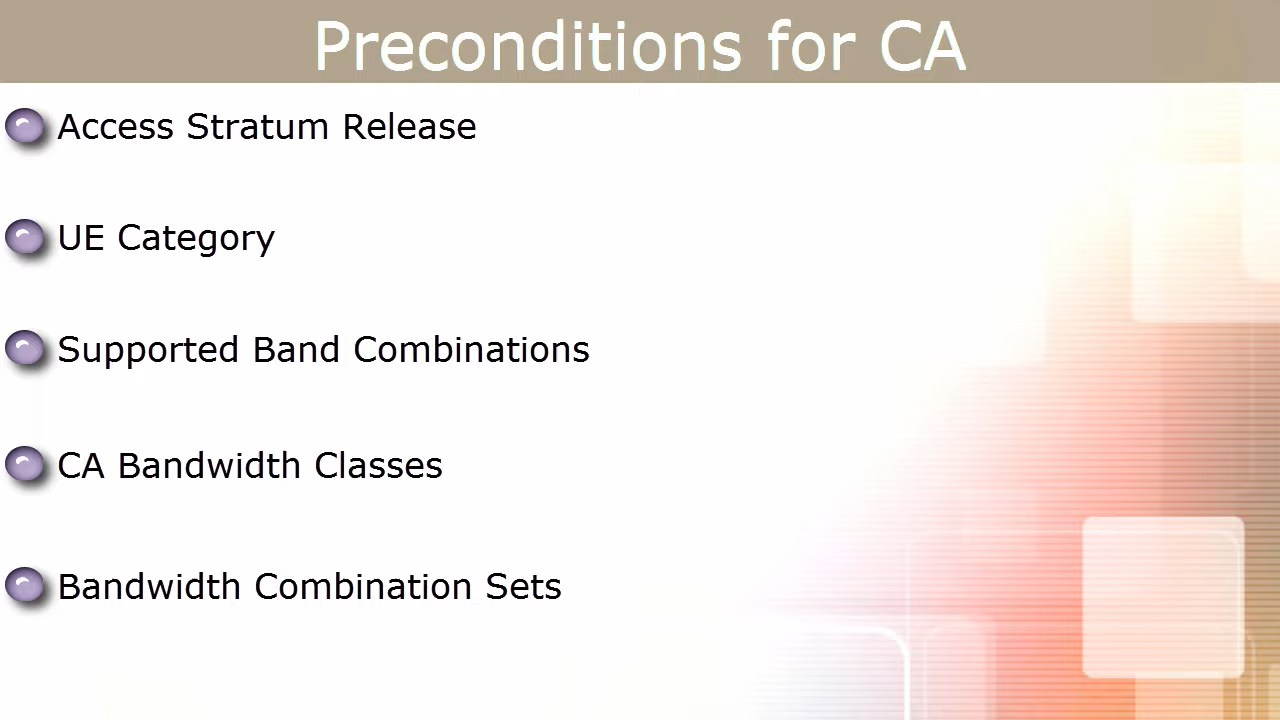 Preconditions for CA
Access Stratum Release
UE Category
Supported Band Combinations
CA Bandwidth Classes
Bandwidth Combination Sets